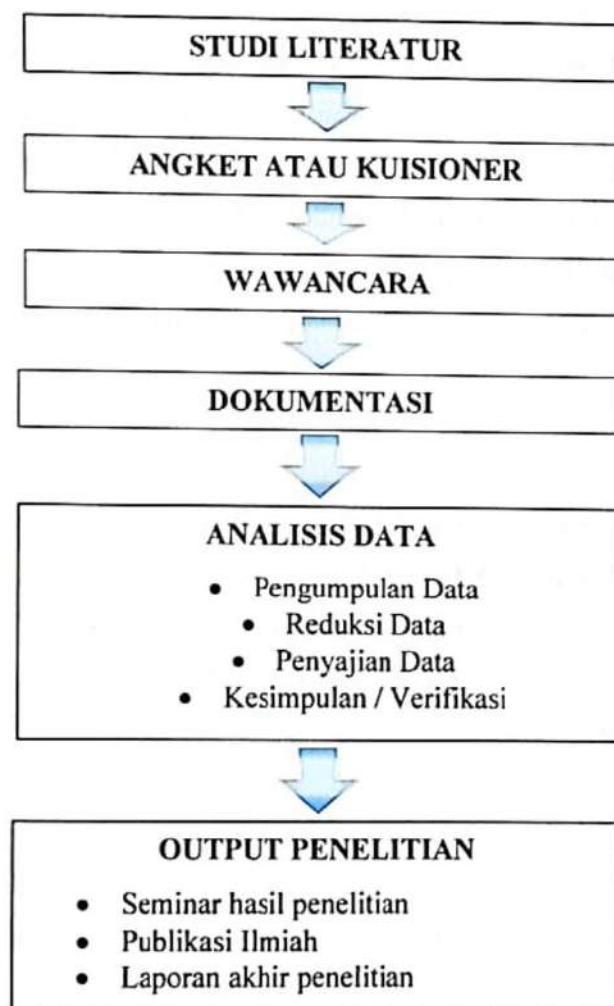 STUDI LITERATUR
ANGKET ATAU KUISIONER
WAWANCARA
DOKUMENTASI
ANALISIS DATA
• Pengumpulan Data
• Reduksi Data
• Penyajian Data
• Kesimpulan / Verifikasi
OUTPUT PENELITIAN
• Seminar hasil penelitian
• Publikasi Ilmiah
• Laporan akhir penelitian